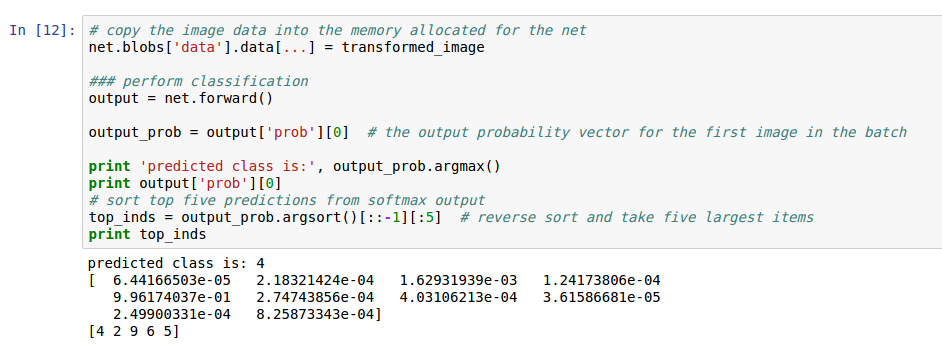 In [12]: # copy the image data into the memory allocated for the net
net.blobs['data'].data[...] = transformed_image
### perform classification
output = net.forward()
output_prob = output['prob'][0]  # the output probability vector for the first image in the batch
print 'predicted class is:', output_prob.argmax()
print output['prob'][0]
# sort top five predictions from softmax output
top_inds = output_prob.argsort()[::-1][:5]  # reverse sort and take five largest items
print top_inds
predicted class is: 4
[  6.44166503e-05   2.18321424e-04   1.62931939e-03   1.24173806e-04
   9.96174037e-01   2.74743856e-04   4.03106213e-04   3.61586681e-05
   2.49900331e-04   8.25873343e-04]
[4 2 9 6 5]